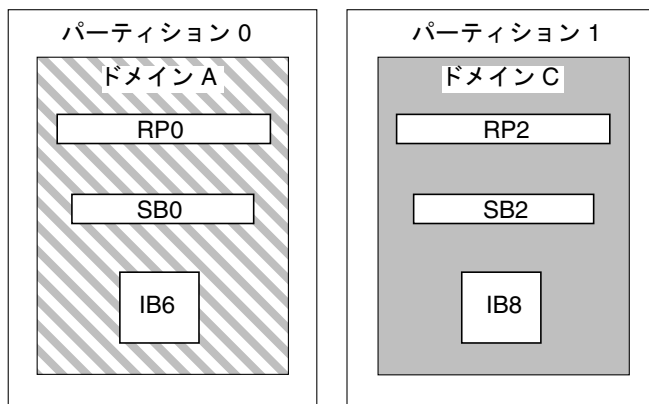 パーティション 0
ドメイン A
RP0
SB0
IB6
パーティション 1
ドメイン C
RP2
SB2
IB8